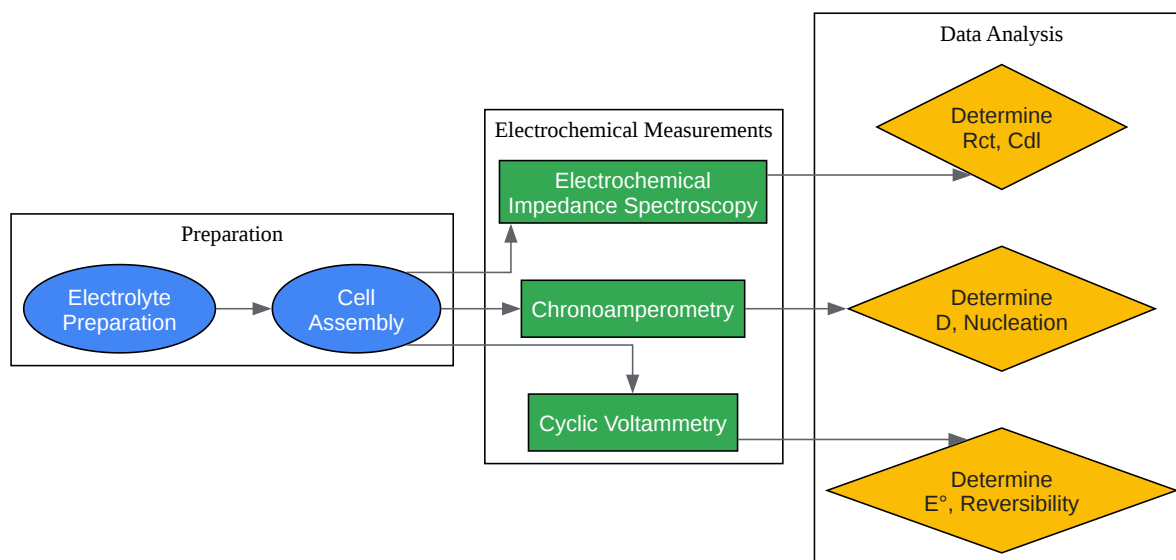 Preparation
Electrolyte
Preparation
Cell
Assembly
Electrochemical Measurements
Electrochemical
Impedance Spectroscopy
Chronoamperometry
Cyclic Voltammetry
Data Analysis
Determine
Rct, Cdl
Determine
D, Nucleation
Determine
E°, Reversibility